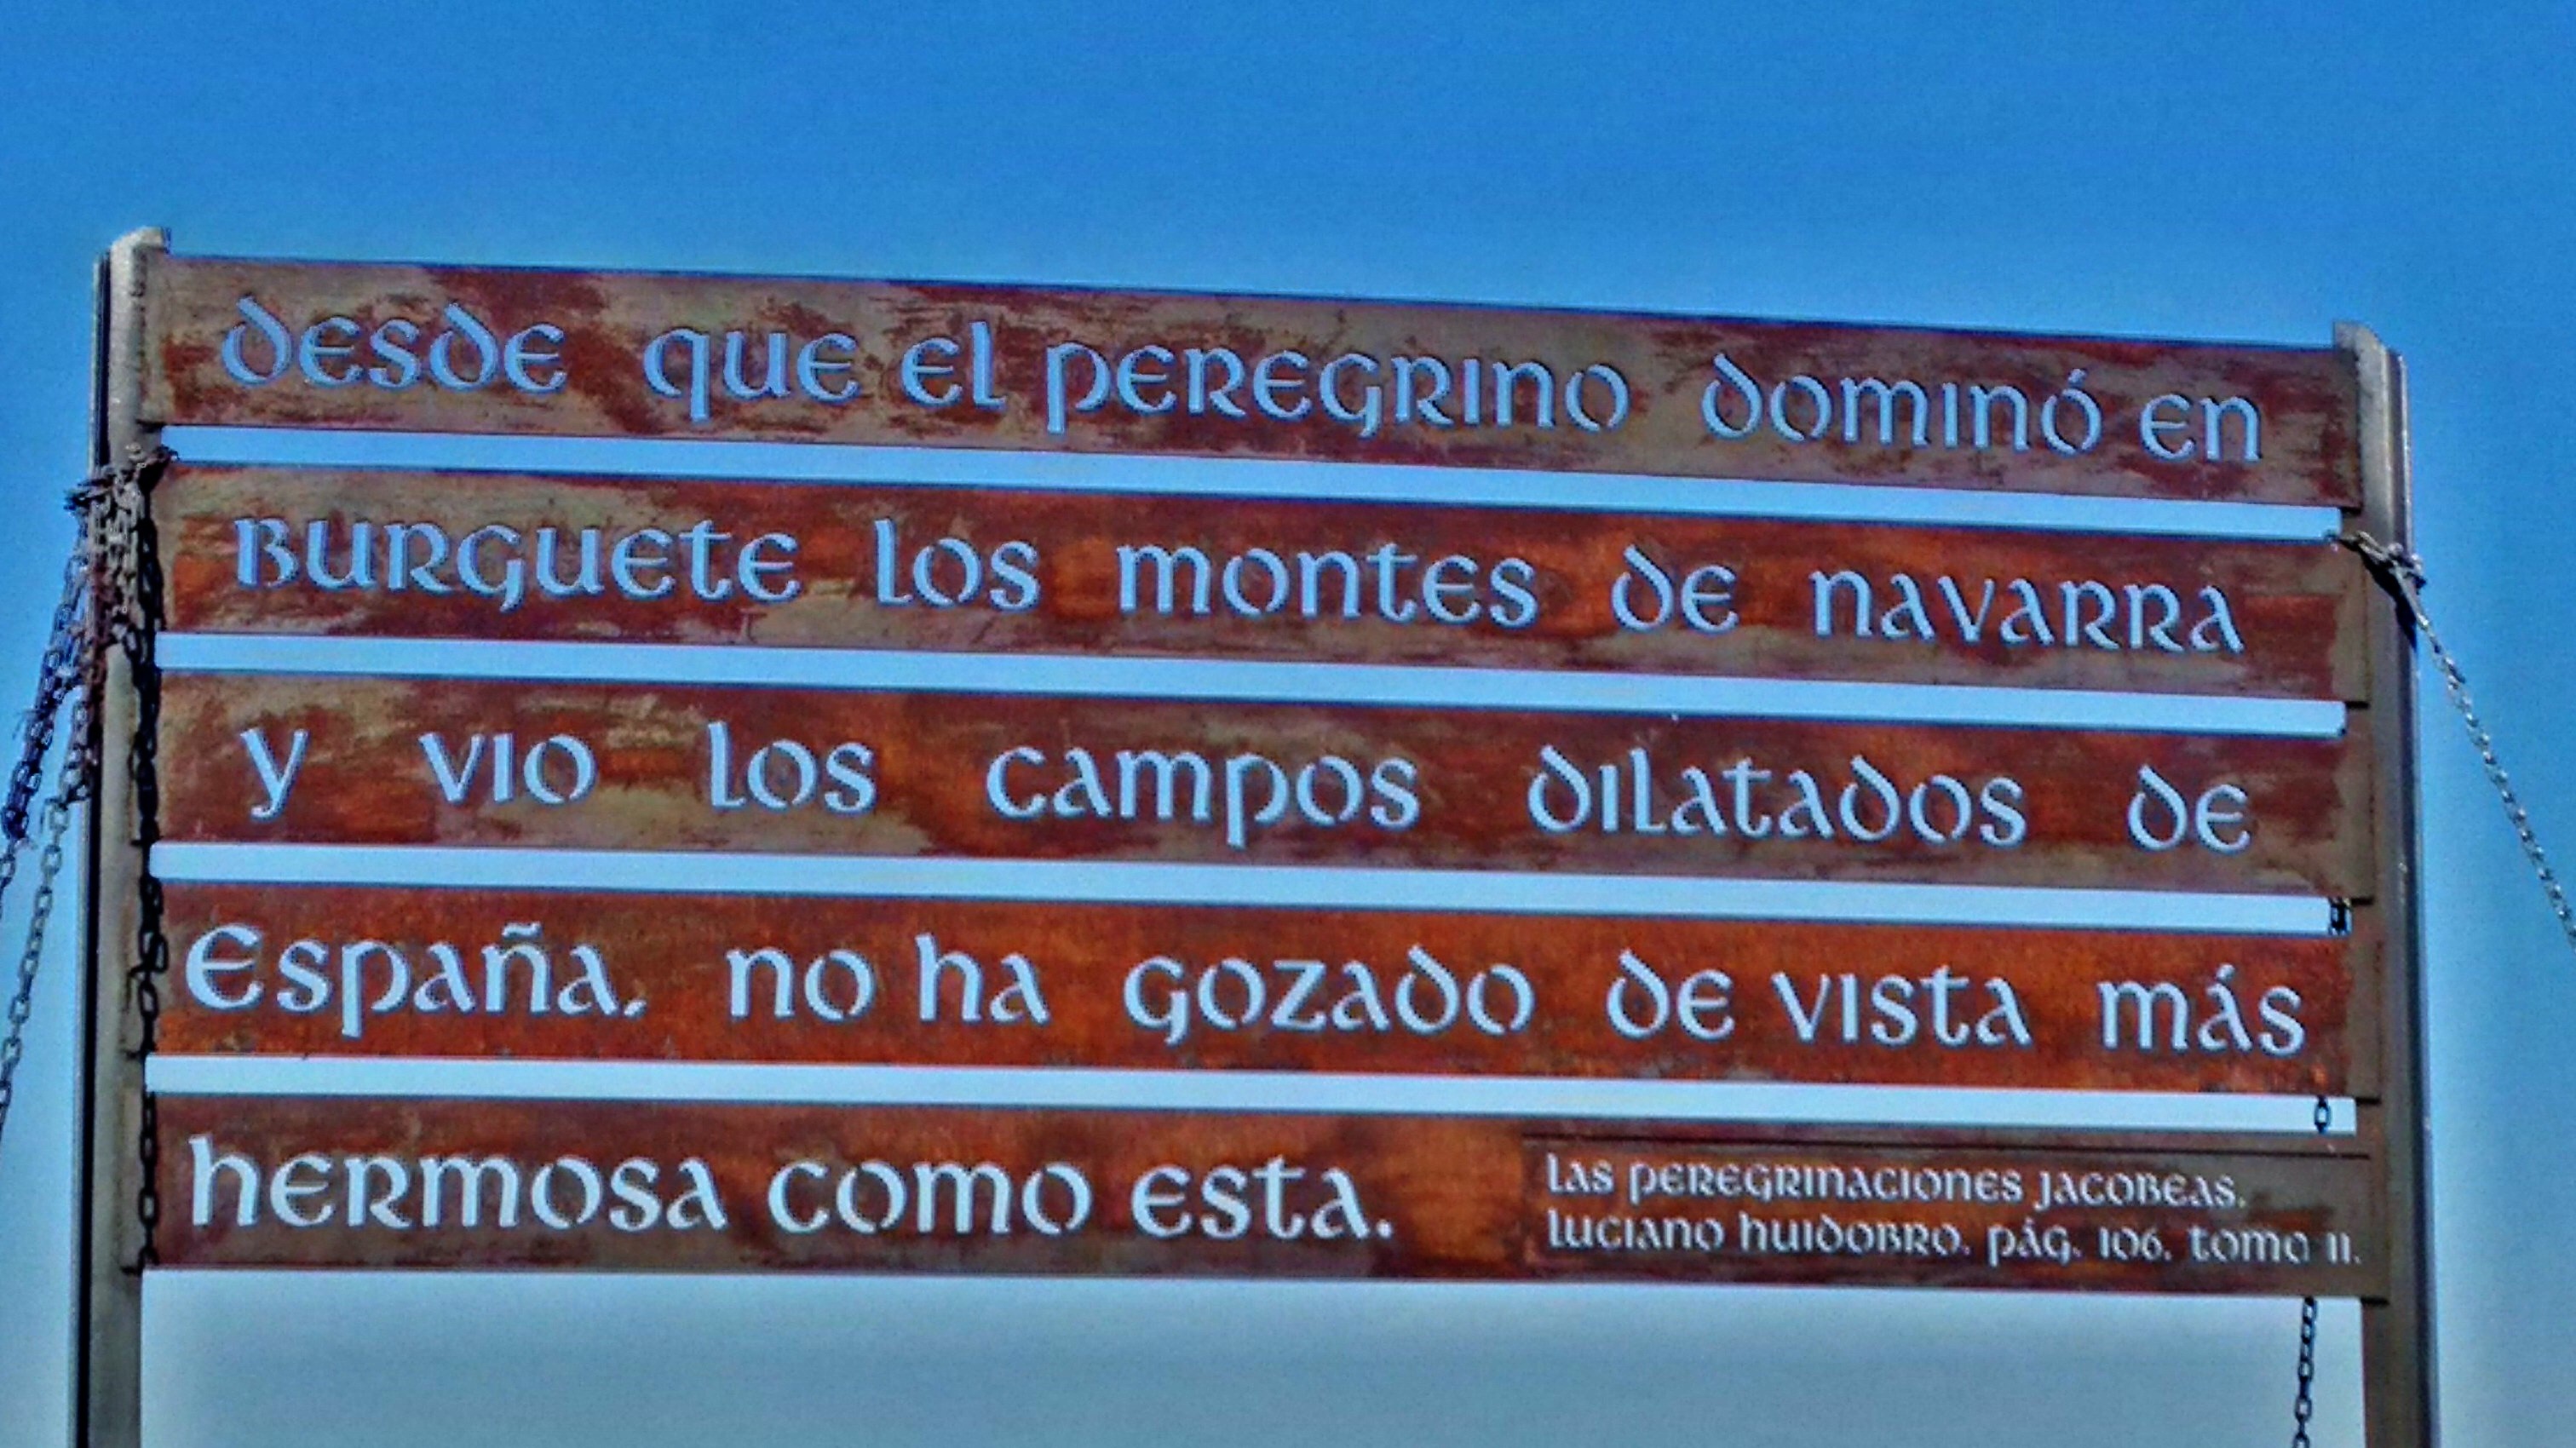 Desde que el peregrino dominó en
Burguete los montes de Navarra
y vio los campos dilatados de
España, no ha gozado de vista más
hermosa como esta.
Las peregrinaciones jacobeas.
Luciano Huidobro. pág. 106. tomo II.